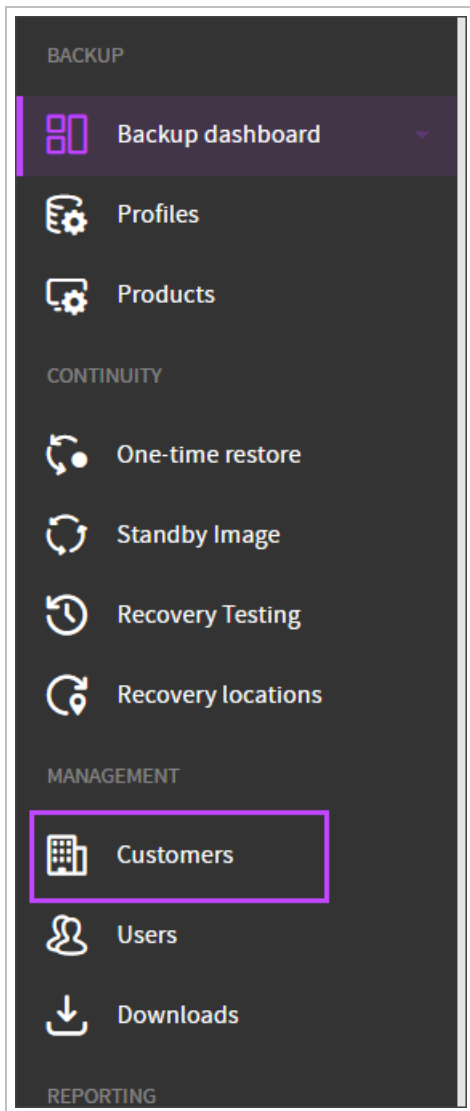 BACKUP
Backup dashboard
Profiles
Products
CONTINUITY
One-time restore
Standby Image
Recovery Testing
Recovery locations
MANAGEMENT
Customers
Users
Downloads
REPORTING